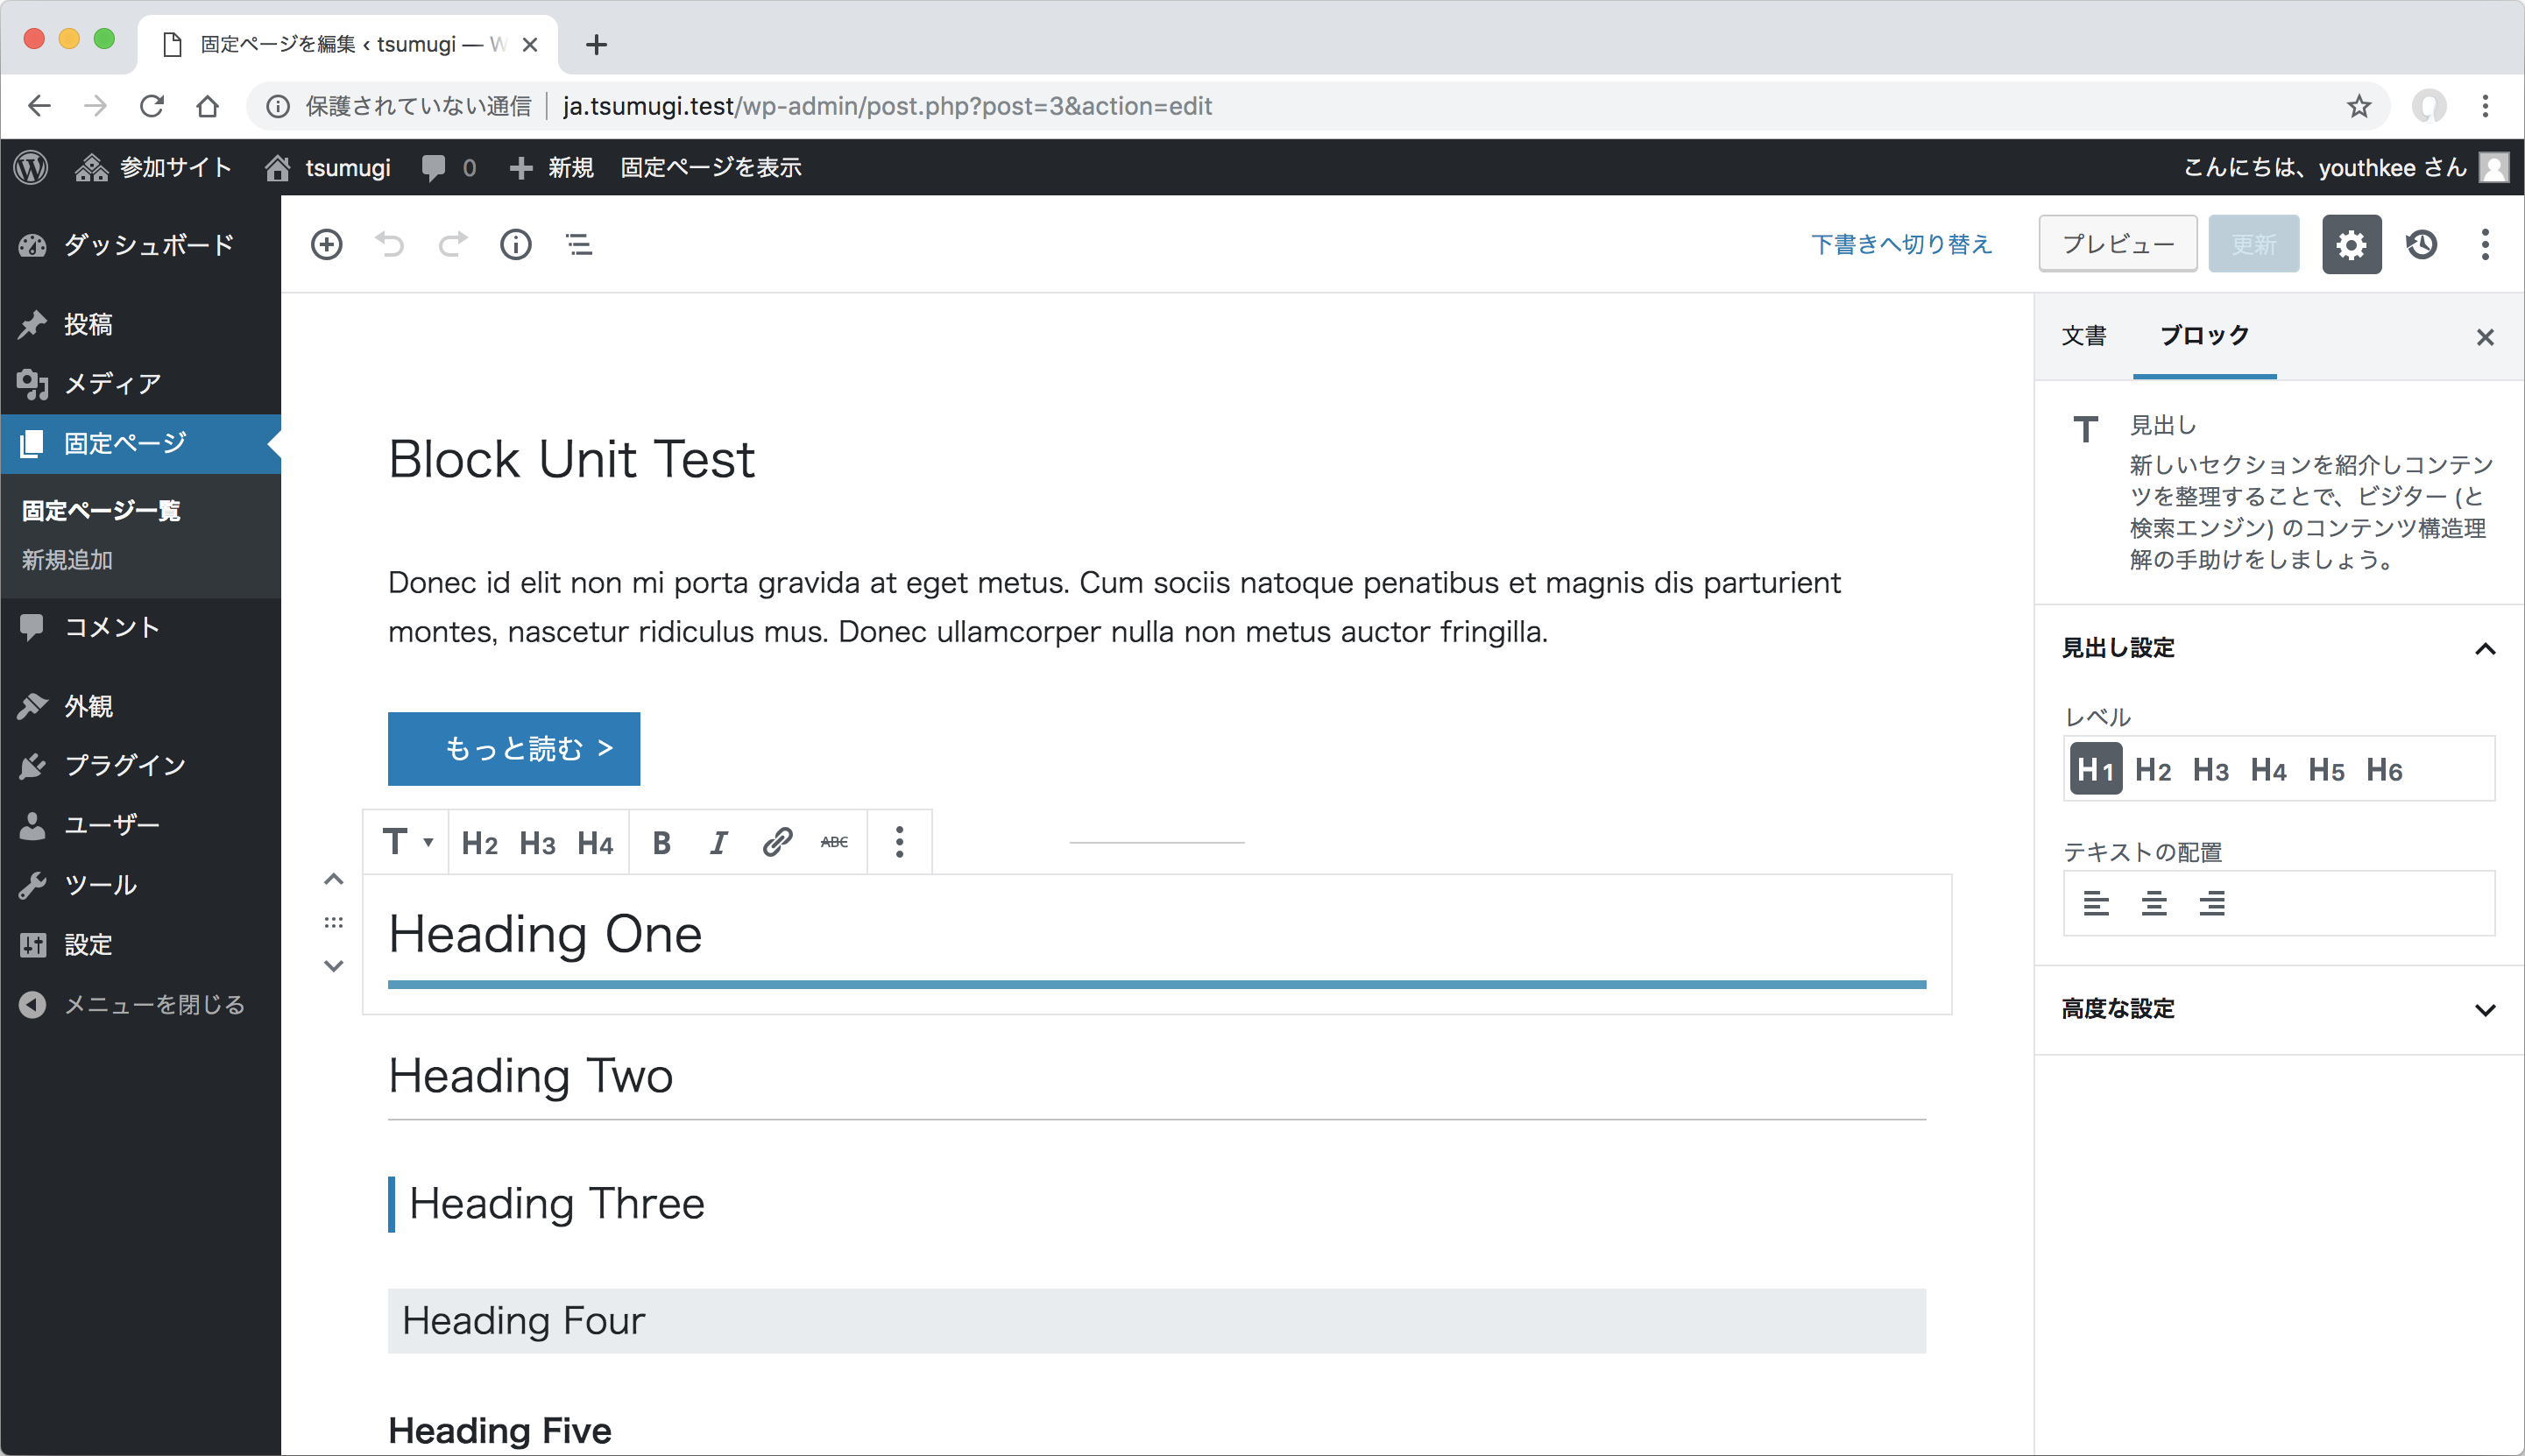 固定ページを編集 ‹ tsumugi — W
保護されていない通信 ja.tsumugi.test/wp-admin/post.php?post=3&action=edit
参加サイト tsumugi 0 新規 固定ページを表示 こんにちは、youthkee さん
ダッシュボード
投稿
メディア
固定ページ
固定ページ一覧
新規追加
コメント
外観
プラグイン
ユーザー
ツール
設定
メニューを閉じる
下書きへ切り替え プレビュー 更新
Block Unit Test
Donec id elit non mi porta gravida at eget metus. Cum sociis natoque penatibus et magnis dis parturient
montes, nascetur ridiculus mus. Donec ullamcorper nulla non metus auctor fringilla.
もっと読む >
T H2 H3 H4 B I ABC
Heading One
Heading Two
Heading Three
Heading Four
Heading Five
文書 ブロック
T 見出し
新しいセクションを紹介しコンテン
ツを整理することで、ビジター (と
検索エンジン) のコンテンツ構造理
解の手助けをしましょう。
見出し設定
レベル
H1 H2 H3 H4 H5 H6
テキストの配置
高度な設定